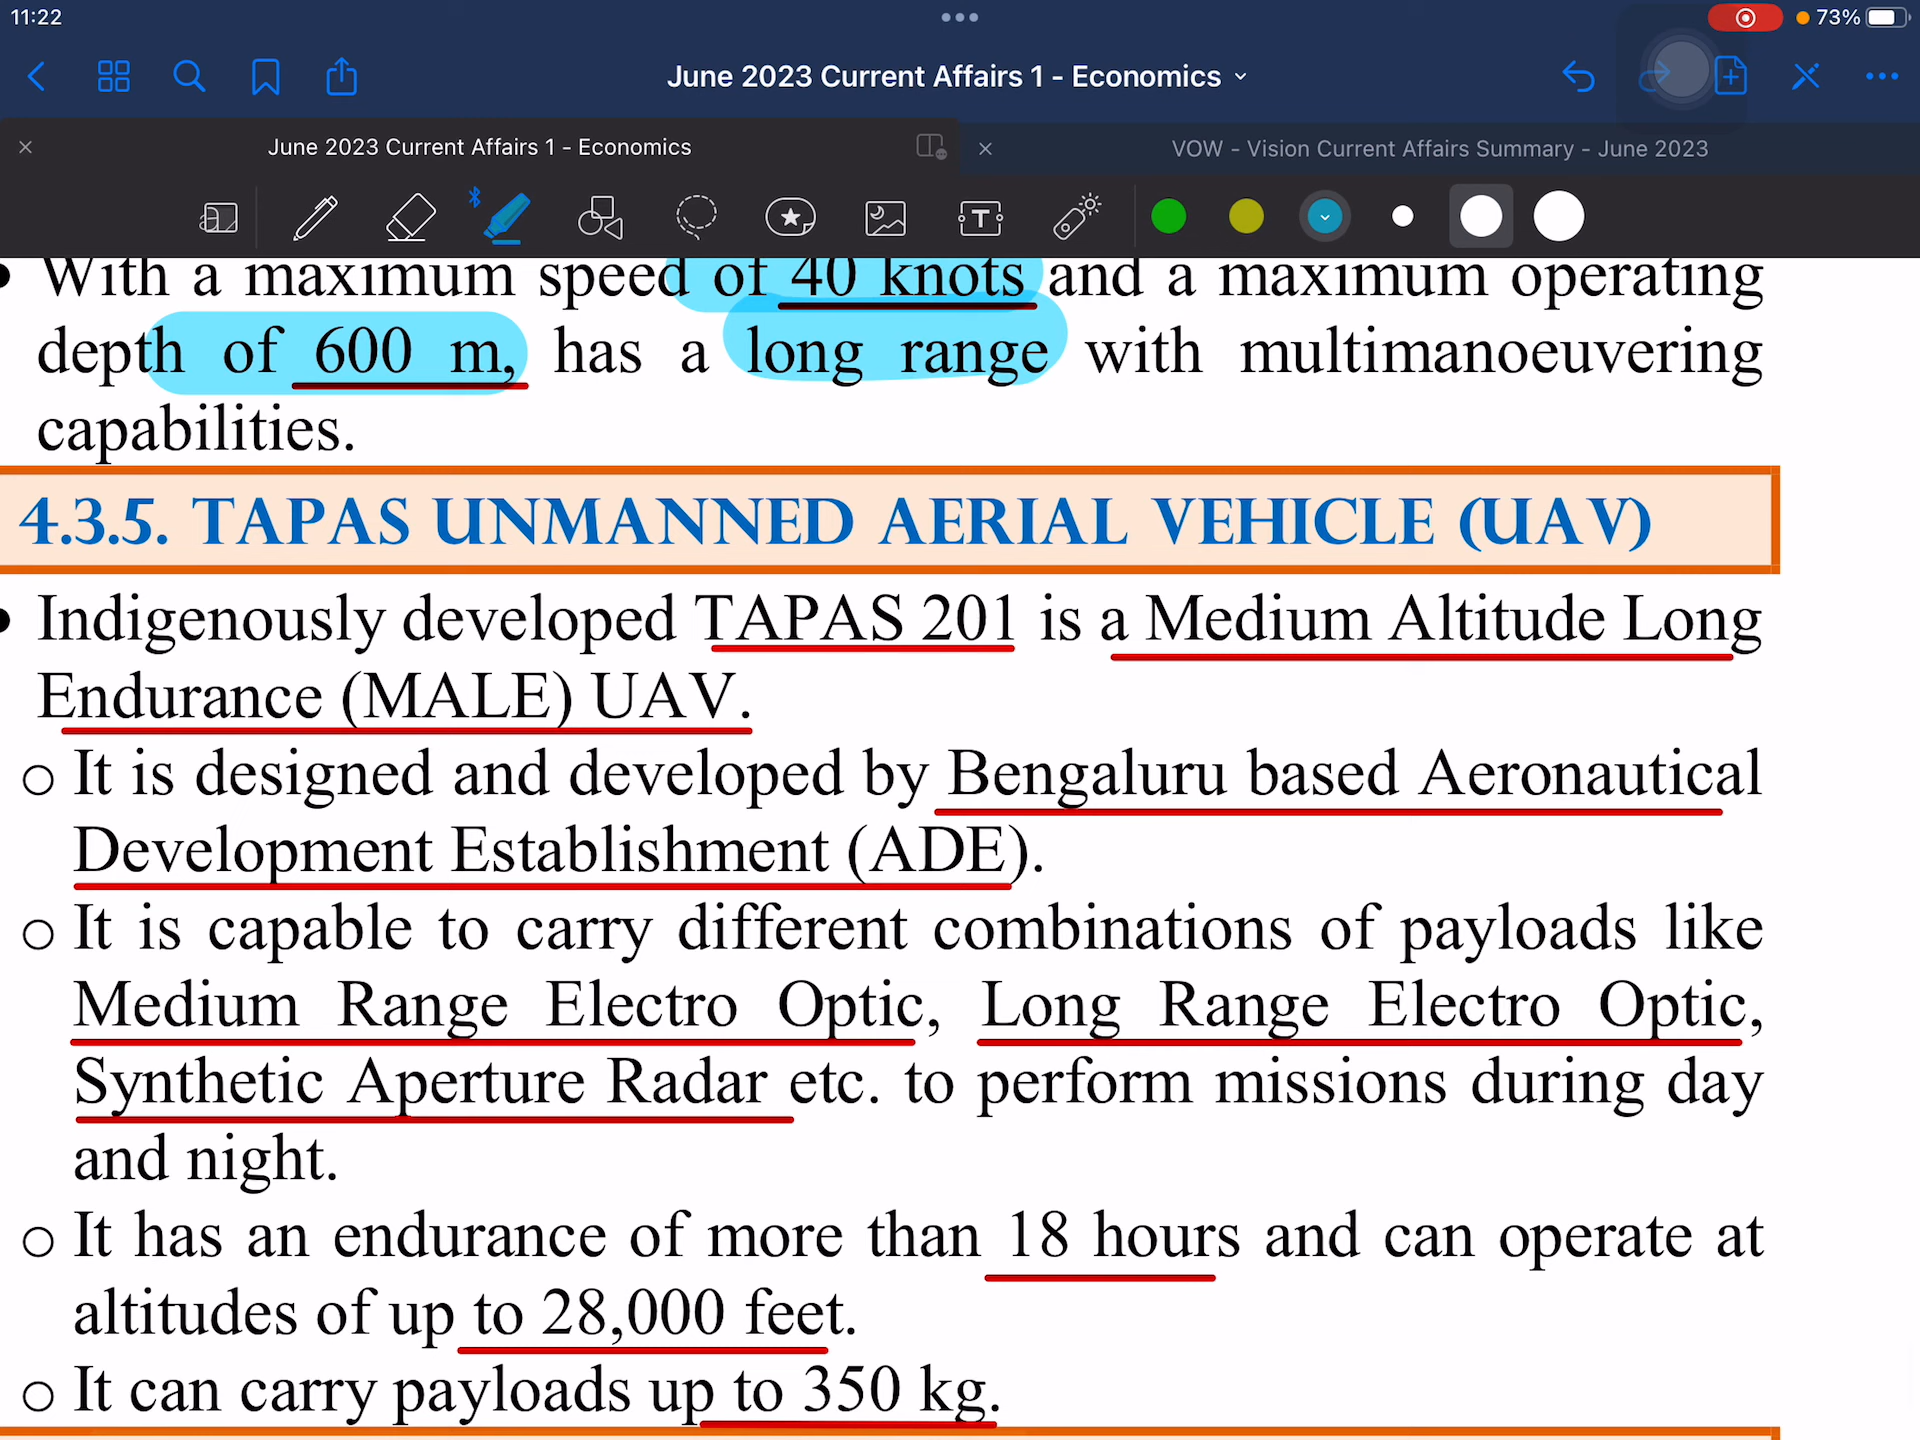 11:22
73%
June 2023 Current Affairs 1 - Economics
June 2023 Current Affairs 1 - Economics
VOW - Vision Current Affairs Summary - June 2023
With a maximum speed of 40 knots and a maximum operating
depth of 600 m, has a long range with multimanoeuvering
capabilities.
4.3.5. TAPAS UNMANNED AERIAL VEHICLE (UAV)
Indigenously developed TAPAS 201 is a Medium Altitude Long
Endurance (MALE) UAV.
o It is designed and developed by Bengaluru based Aeronautical
Development Establishment (ADE).
o It is capable to carry different combinations of payloads like
Medium Range Electro Optic, Long Range Electro Optic,
Synthetic Aperture Radar etc. to perform missions during day
and night.
o It has an endurance of more than 18 hours and can operate at
altitudes of up to 28,000 feet.
o It can carry payloads up to 350 kg.